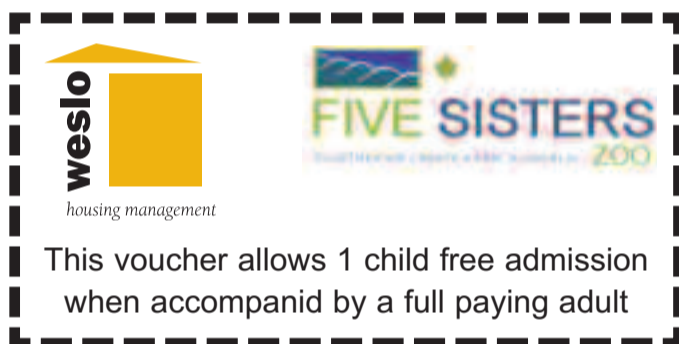 weslo
housing management
FIVE SISTERS
ZOO
This voucher allows 1 child free admission
when accompanid by a full paying adult